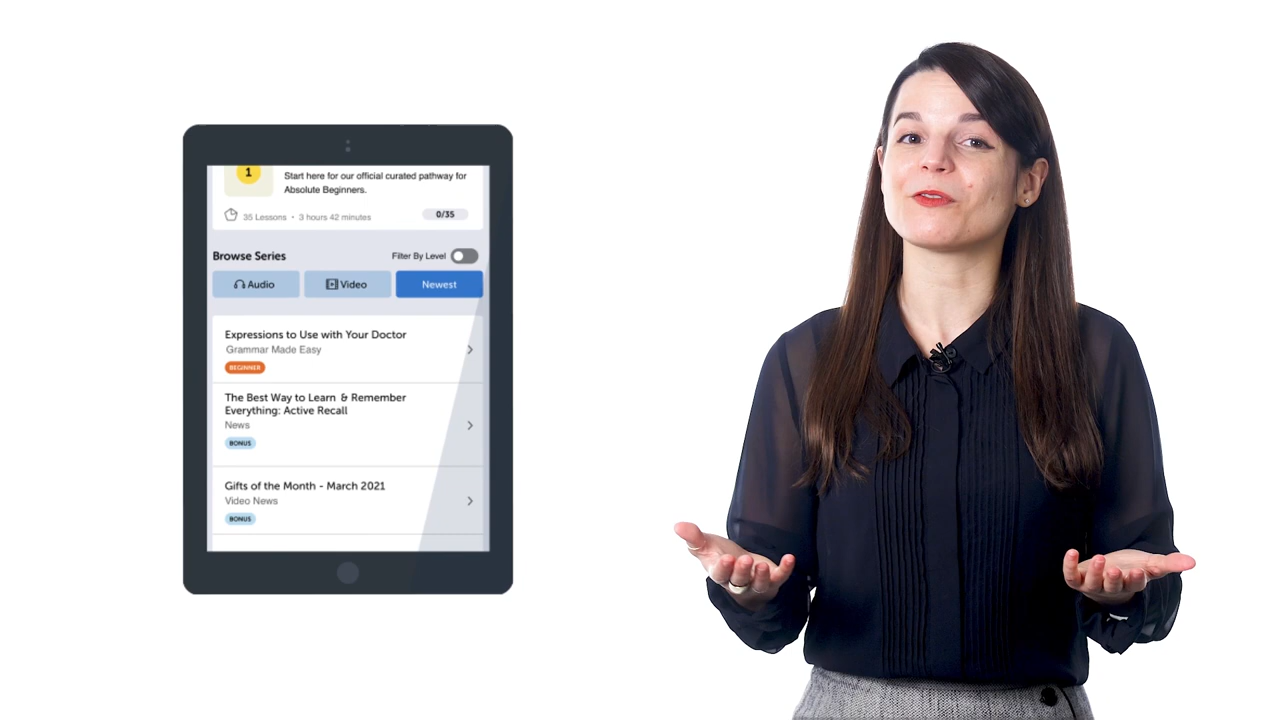 1
Start here for our official curated pathway for
Absolute Beginners.
35 Lessons • 3 hours 42 minutes
0/35
Browse Series
Filter By Level
Audio
Video
Newest
Expressions to Use with Your Doctor
Grammar Made Easy
BEGINNER
The Best Way to Learn & Remember
Everything: Active Recall
News
BONUS
Gifts of the Month - March 2021
Video News
BONUS